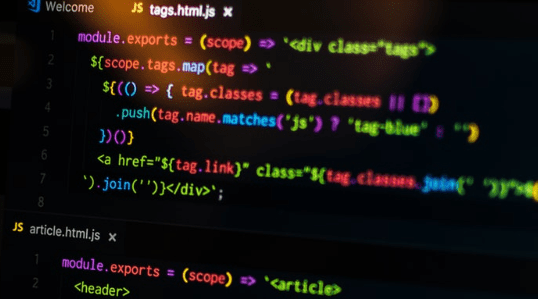 Welcome
JS tags.html.js ×
1 module.exports = (scope) => `<div class="tags">
2 ${scope.tags.map(tag => `
3 ${(() => { tag.classes = (tag.classes || [])
4 .push(tag.name.matches('js') ? "tag-blue" : "")
5 })()}
6 <a href="${tag.link}" class="${tag.classes.join(" ")}">
7 `).join('')}</div>`;
8
JS article.html.js ×
1 module.exports = (scope) => `<article>
2 <header>